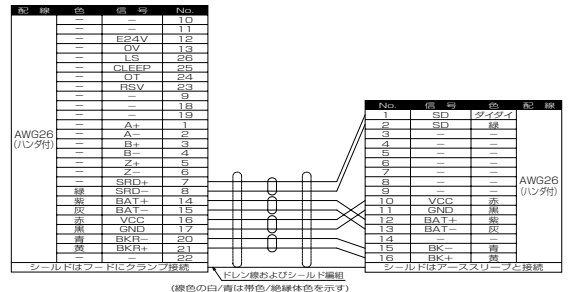 配 線 色 信 号 No.
－ － 10
－ － 11
－ E24V 12
－ 0V 13
－ LS 26
－ CLEEP 25
－ OT 24
－ RSV 23
－ － 9
－ － 18
－ － 19
－ A+ 1
－ A− 2
－ B+ 3
－ B− 4
－ Z+ 5
－ Z− 6
－ SRD+ 7
緑 SRD− 8
紫 BAT+ 14
灰 BAT− 15
赤 VCC 16
黒 GND 17
青 BKR− 20
黄 BKR+ 21
－ － 22
AWG26
(ハンダ付)
シールドはフードにクランプ接続
No. 信 号 色 配 線
1 SD ダイダイ
2 SD 緑
3 － －
4 － －
5 － －
6 － －
7 － －
8 － －
9 － －
10 VCC 赤
11 GND 黒
12 BAT+ 紫
13 BAT− 灰
14 － －
15 BK− 青
16 BK+ 黄
AWG26
(ハンダ付)
シールドはアーススリーブと接続
ドレン線およびシールド編組
(線色の白/青は帯色/絶縁体色を示す)